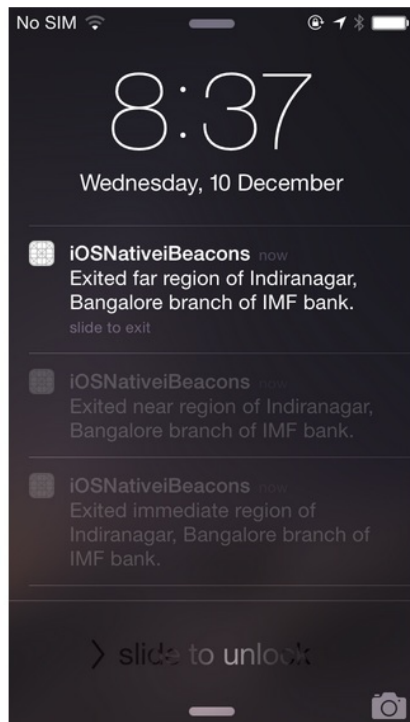 No SIM
8:37
Wednesday, 10 December
iOSNativeiBeacons now
Exited far region of Indiranagar,
Bangalore branch of IMF bank.
slide to exit
iOSNativeiBeacons now
Exited near region of Indiranagar,
Bangalore branch of IMF bank.
iOSNativeiBeacons now
Exited immediate region of
Indiranagar, Bangalore branch of
IMF bank.
slide to unlock